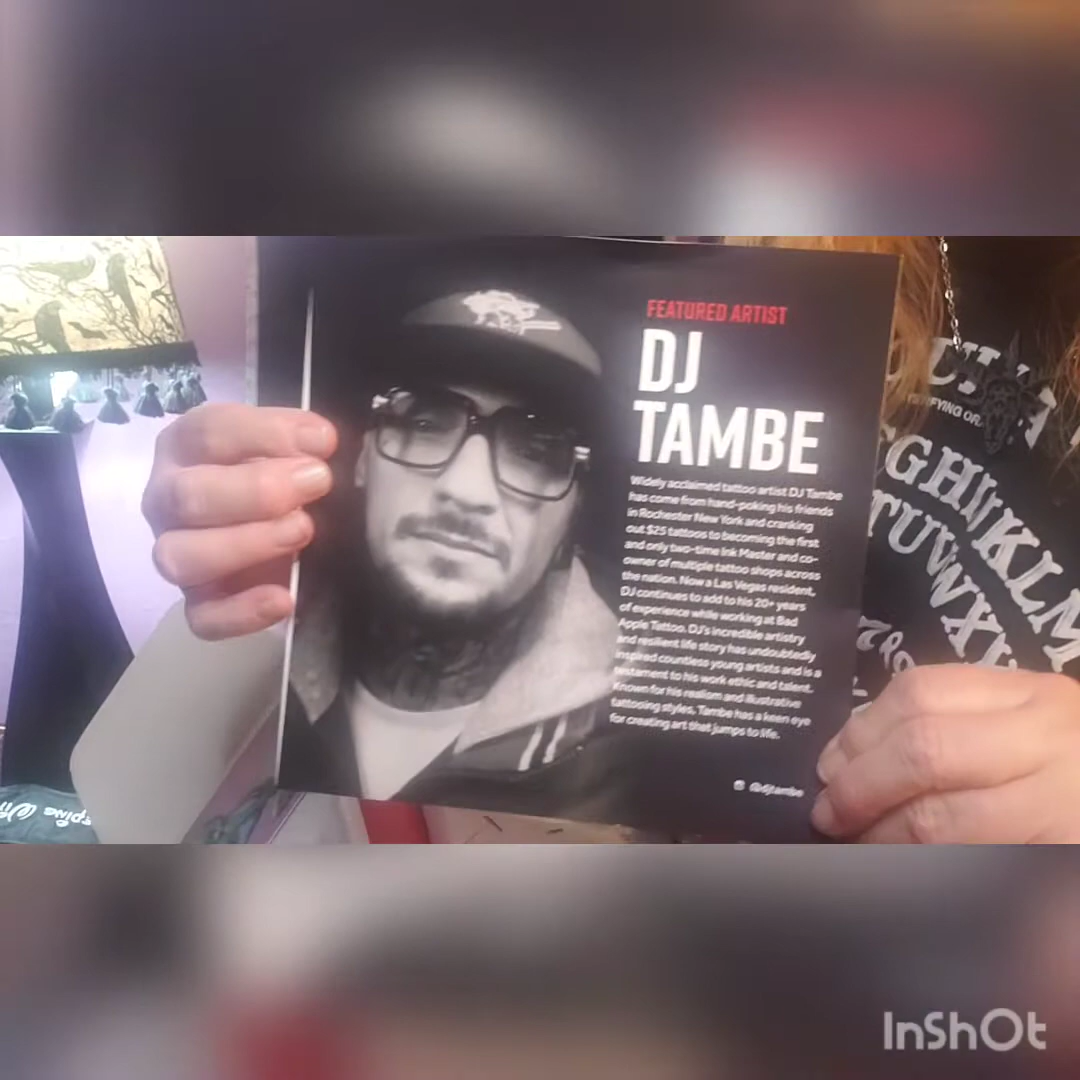 FEATURED ARTIST
DJ
TAMBE
Widely acclaimed tattoo artist DJ Tambe
has come from hand-poking his friends
in Rochester New York and cranking
out $25 tattoos to becoming the first
and only two-time Ink Master and co-
owner of multiple tattoo shops across
the nation. Now a Las Vegas resident,
DJ continues to add to his 20+ years
of experience while working at Bad
Apple Tattoo. DJ's incredible artistry
and resilient life story has undoubtedly
inspired countless young artists and is a
testament to his work ethic and talent.
Known for his realism and illustrative
tattooing styles, Tambe has a keen eye
for creating art that jumps to life.
@djtambe
GHIJKLM
TUVWXY
InShOt